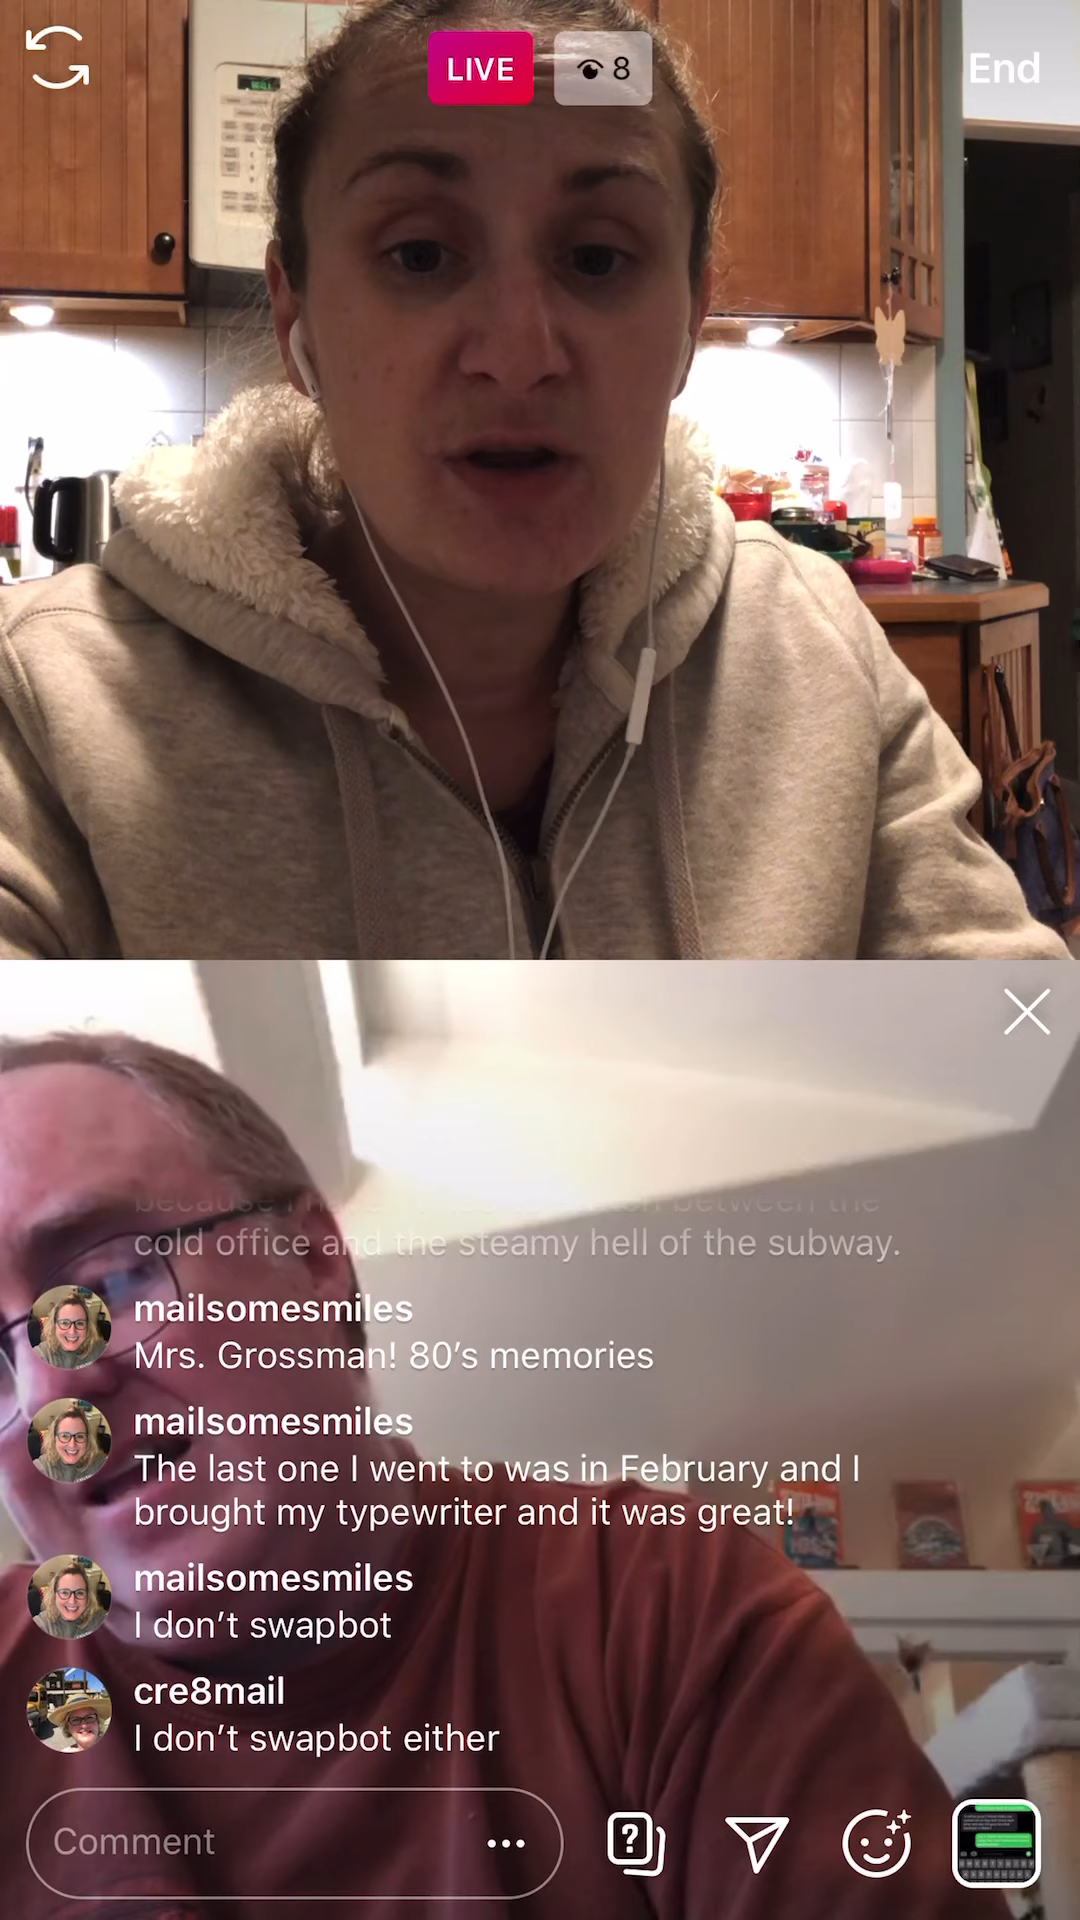 LIVE
8
End
between the
cold office and the steamy hell of the subway.
mailsomesmiles
Mrs. Grossman! 80’s memories
mailsomesmiles
The last one I went to was in February and I
brought my typewriter and it was great!
mailsomesmiles
I don’t swapbot
cre8mail
I don’t swapbot either
Comment